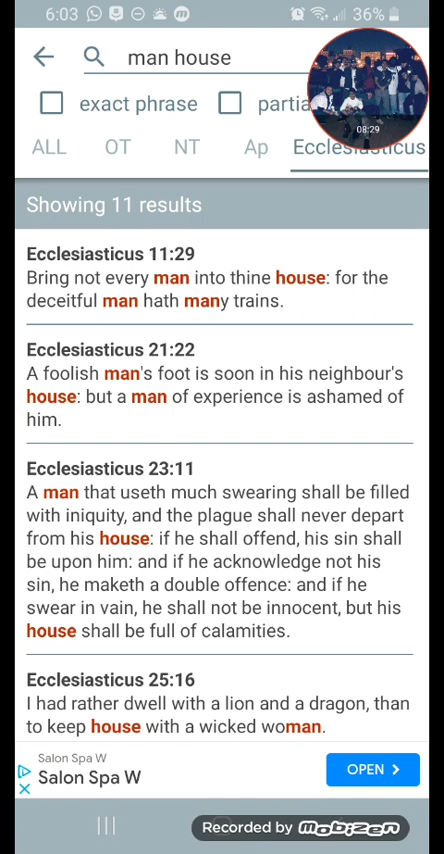 6:03 36%
man house
exact phrase
08:29
ALL OT NT Ap Ecclesiasticus
Showing 11 results
Ecclesiasticus 11:29
Bring not every man into thine house: for the
deceitful man hath many trains.
Ecclesiasticus 21:22
A foolish man's foot is soon in his neighbour's
house: but a man of experience is ashamed of
him.
Ecclesiasticus 23:11
A man that useth much swearing shall be filled
with iniquity, and the plague shall never depart
from his house: if he shall offend, his sin shall
be upon him: and if he acknowledge not his
sin, he maketh a double offence: and if he
swear in vain, he shall not be innocent, but his
house shall be full of calamities.
Ecclesiasticus 25:16
I had rather dwell with a lion and a dragon, than
to keep house with a wicked woman.
Salon Spa W
Salon Spa W
OPEN
Recorded by Mobizen